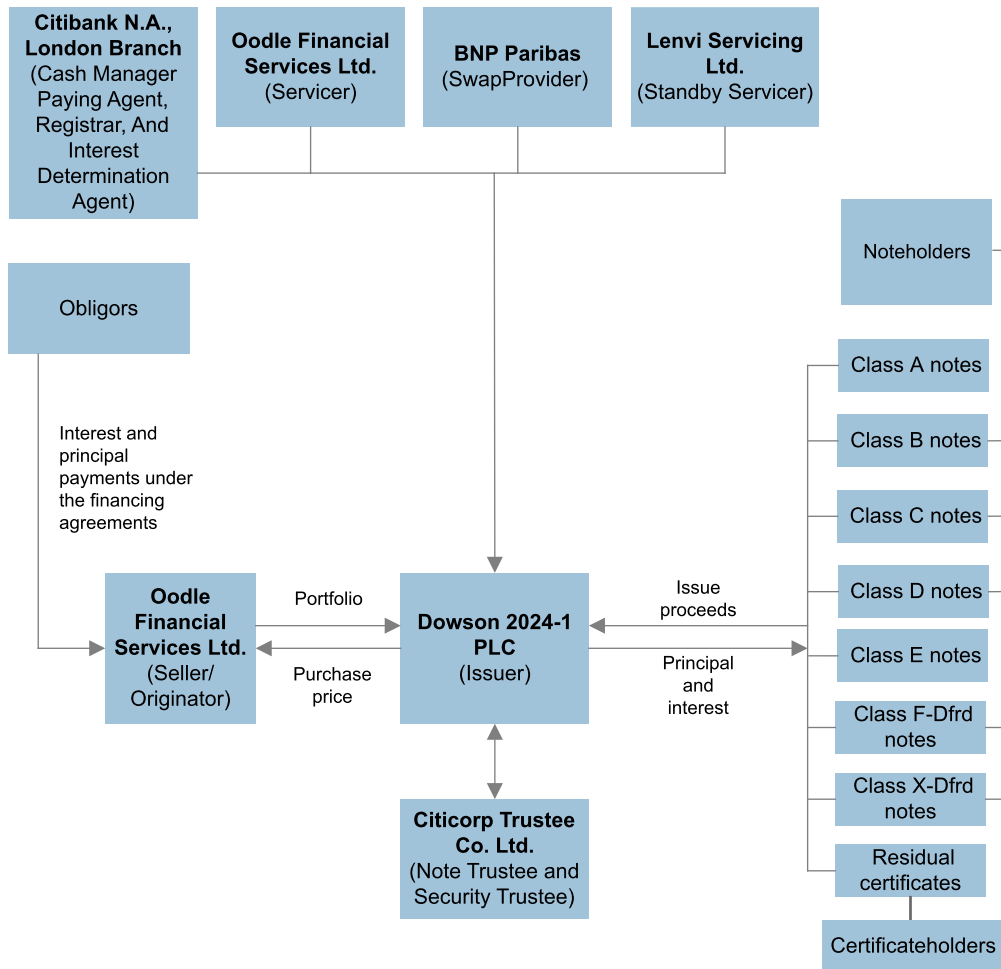 Citibank N.A.,
London Branch
(Cash Manager
Paying Agent,
Registrar, And
Interest
Determination
Agent)
Oodle Financial
Services Ltd.
(Servicer)
BNP Paribas
(SwapProvider)
Lenvi Servicing
Ltd.
(Standby Servicer)
Noteholders
Obligors
Interest and
principal
payments under
the financing
agreements
Oodle
Financial
Services Ltd.
(Seller/
Originator)
Portfolio
Purchase
price
Dowson 2024-1
PLC
(Issuer)
Issue
proceeds
Principal
and
interest
Citicorp Trustee
Co. Ltd.
(Note Trustee and
Security Trustee)
Class A notes
Class B notes
Class C notes
Class D notes
Class E notes
Class F-Dfrd
notes
Class X-Dfrd
notes
Residual
certificates
Certificateholders